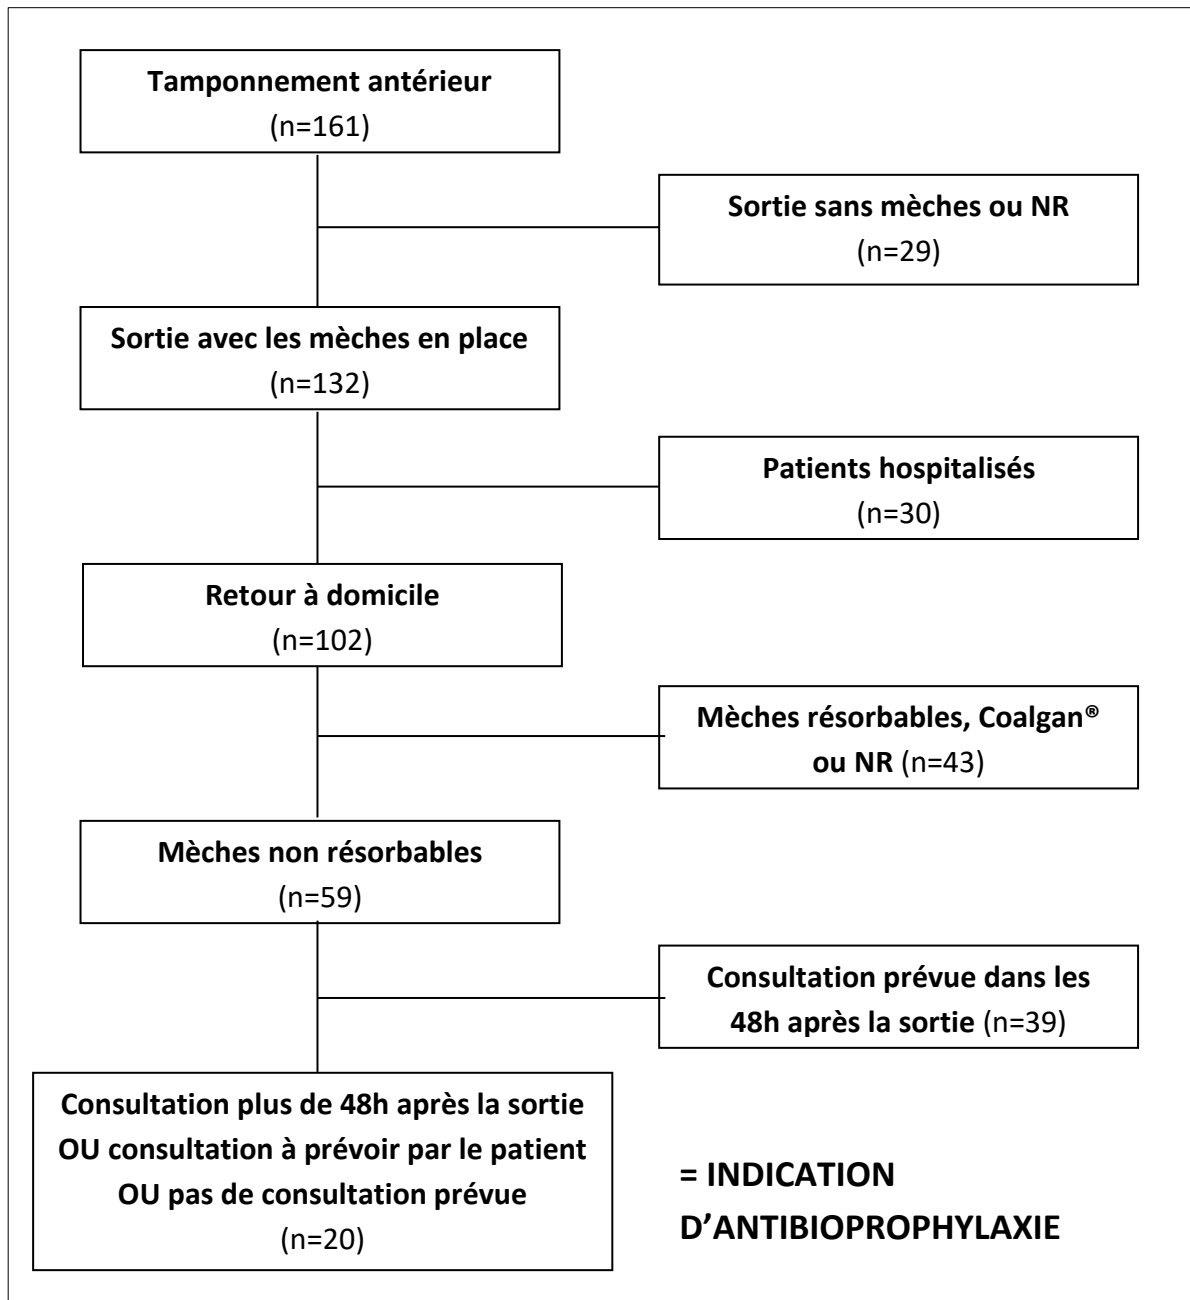 Tamponnement antérieur
(n=161)
Sortie sans mèches ou NR
(n=29)
Sortie avec les mèches en place
(n=132)
Patients hospitalisés
(n=30)
Retour à domicile
(n=102)
Mèches résorbables, Coalgan®
ou NR (n=43)
Mèches non résorbables
(n=59)
Consultation prévue dans les
48h après la sortie (n=39)
Consultation plus de 48h après la sortie
OU consultation à prévoir par le patient
OU pas de consultation prévue
(n=20)
= INDICATION
D’ANTIBIOPROPHYLAXIE